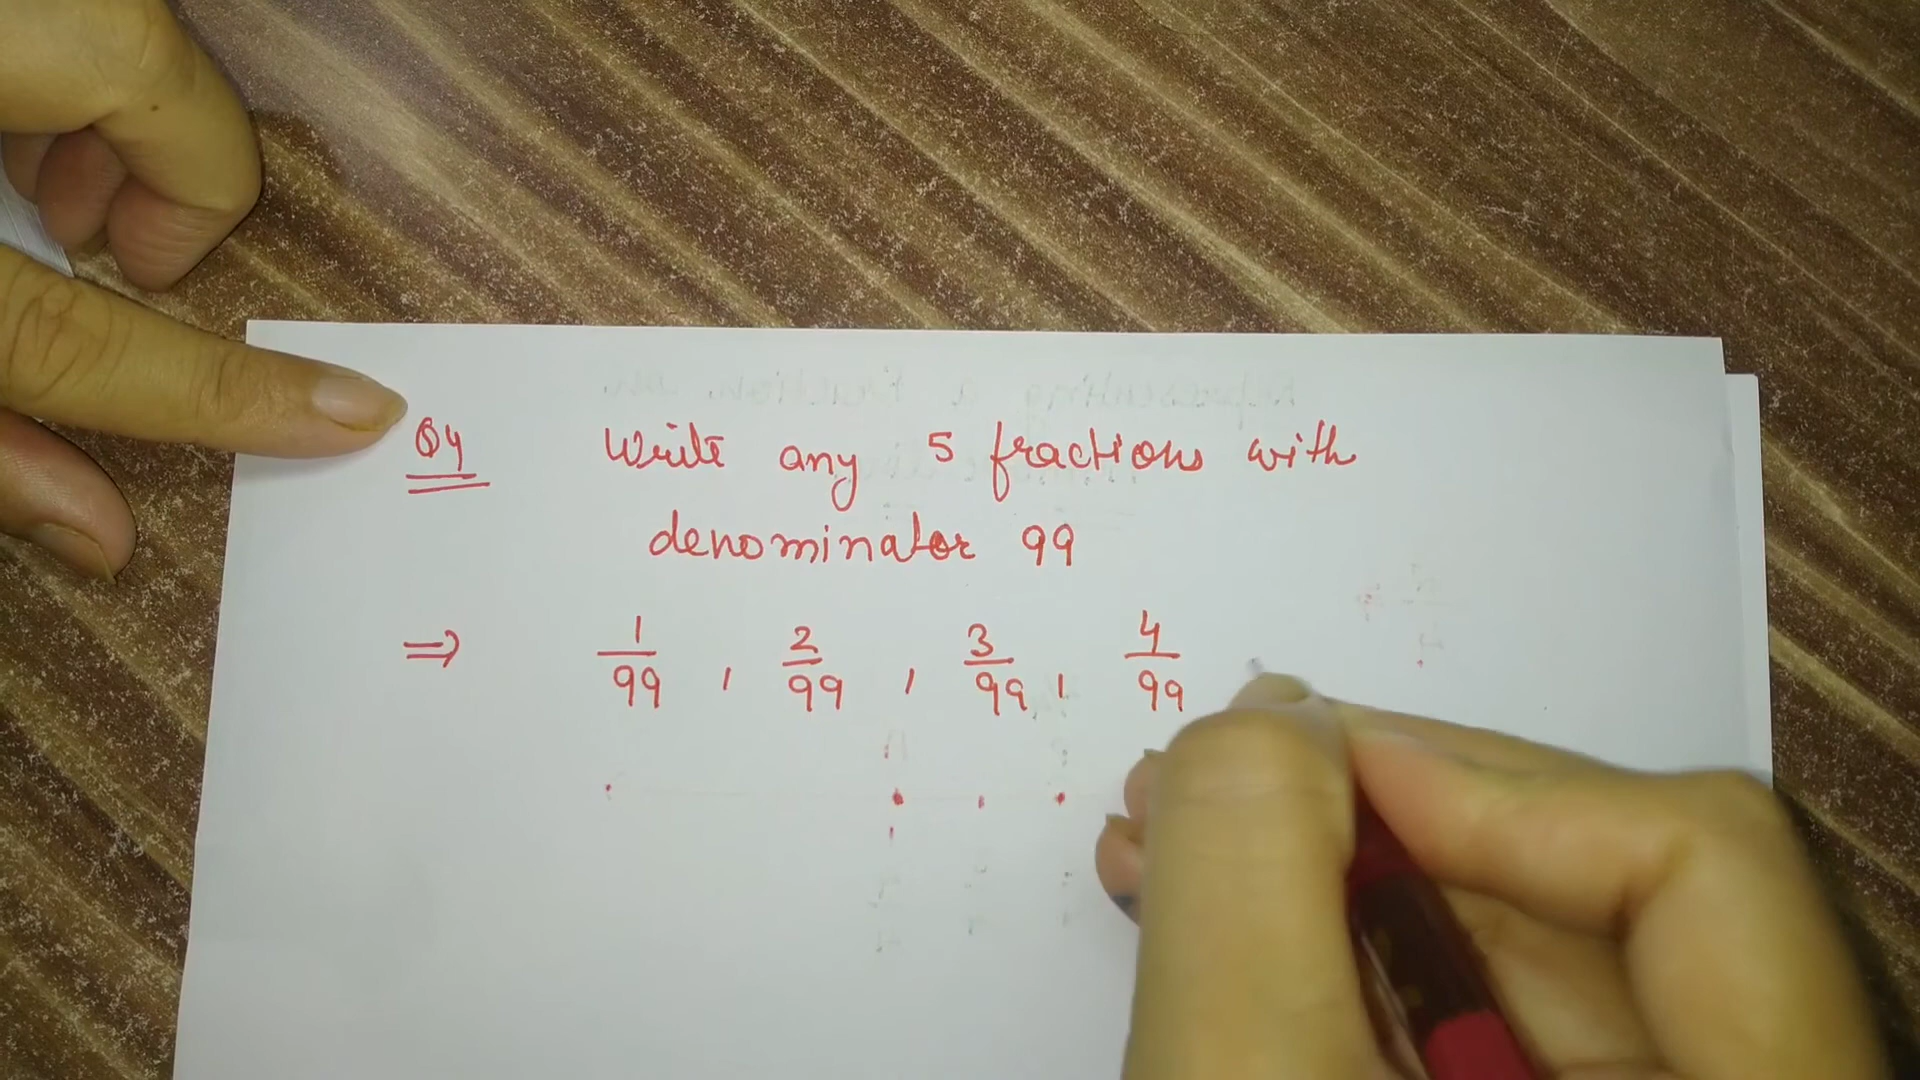 Q4 Write any 5 fractions with
denominator 99
⇒ 1/99 , 2/99 , 3/99 , 4/99